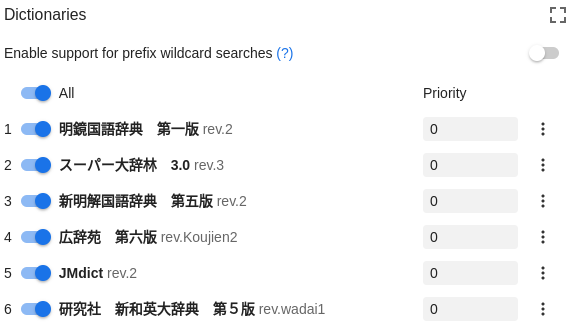 Dictionaries
Enable support for prefix wildcard searches (?)
All Priority
1 明鏡国語辞典　第一版 rev.2 0
2 スーパー大辞林　3.0 rev.3 0
3 新明解国語辞典　第五版 rev.2 0
4 広辞苑　第六版 rev.Koujien2 0
5 JMdict rev.2 0
6 研究社　新和英大辞典　第５版 rev.wadai1 0